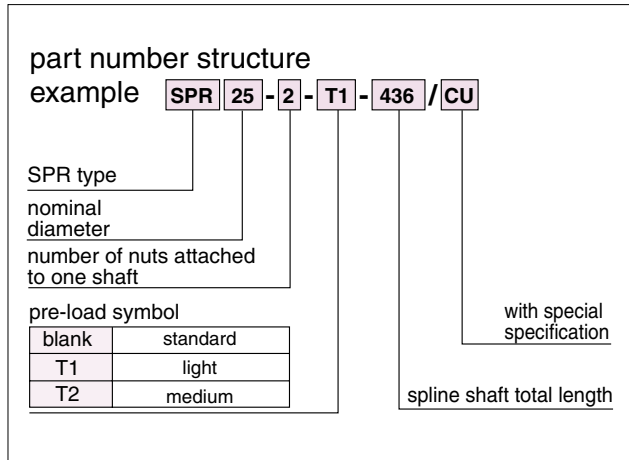 part number structure
example SPR 25 - 2 - T1 - 436 / CU
SPR type
nominal
diameter
number of nuts attached
to one shaft
pre-load symbol
blank standard
T1 light
T2 medium
with special
specification
spline shaft total length